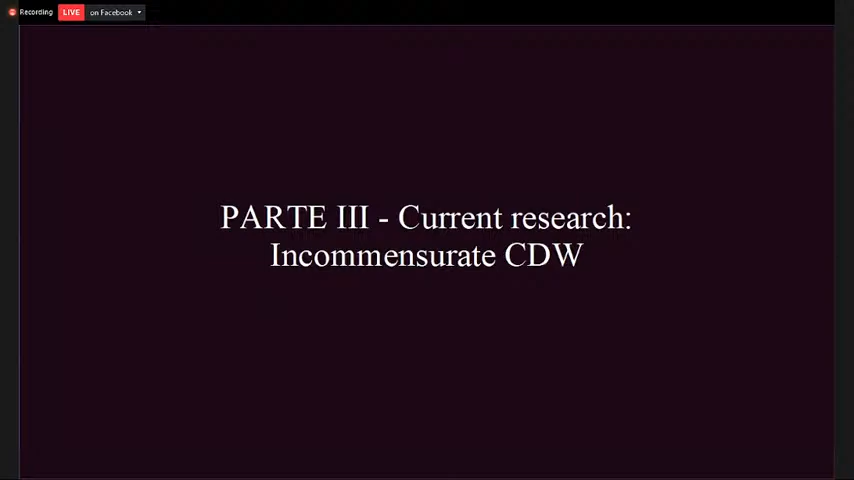 Recording LIVE on Facebook
PARTE III - Current research:
Incommensurate CDW